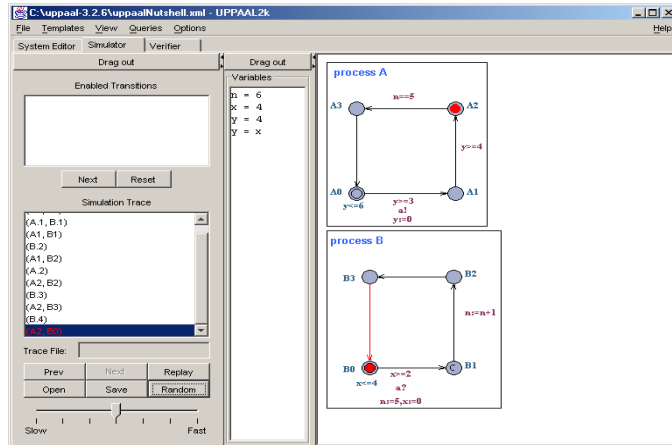 C:\uppaal-3.2.6\uppaalNutshell.xml - UPPAAL2k
File Templates View Queries Options Help
System Editor Simulator Verifier
Drag out
Enabled Transitions
Next Reset
Simulation Trace
(A.1, B.1)
(A1, B1)
(B.2)
(A1, B2)
(A.2)
(A2, B2)
(B.3)
(A2, B3)
(B.4)
(A2, B0)
Trace File:
Prev Next Replay
Open Save Random
Slow Fast
Drag out
Variables
n = 6
x = 4
y = 4
y = x
process A
A3 n==5 A2
y>=4
A0 y>=3 A1
y<=6 a!
y:=0
process B
B3 B2
n:=n+1
B0 x>=2 B1
x<=4 a? C
n:=5,x:=0